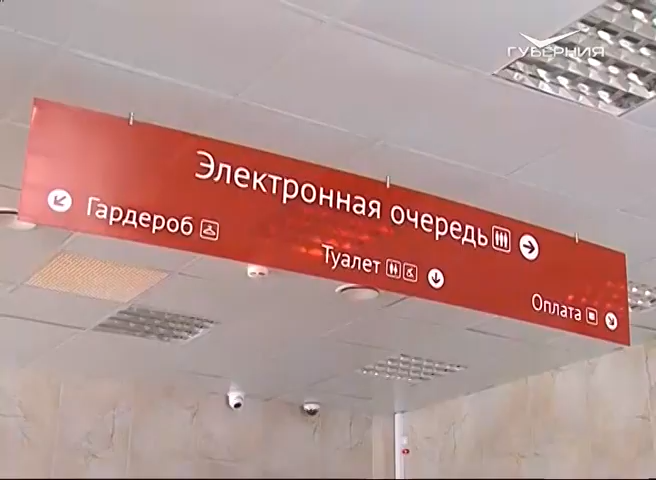 ГУБЕРНИЯ
Электронная очередь
Гардероб
Туалет
Оплата